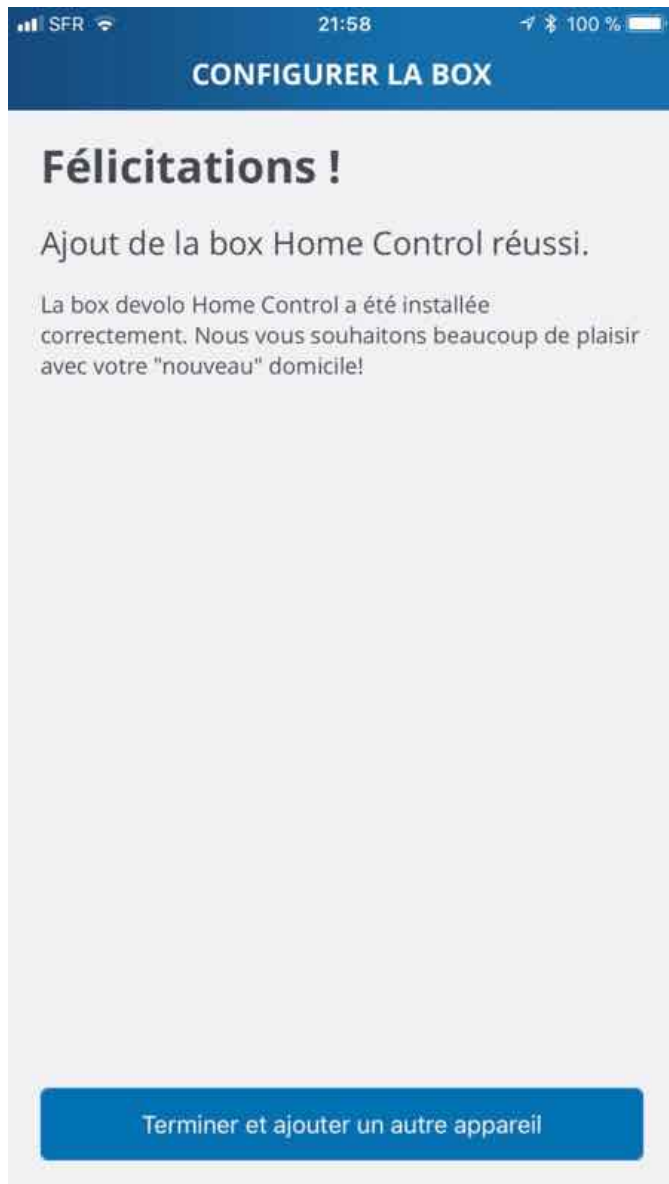 SFR 21:58 100 %
CONFIGURER LA BOX
Félicitations !
Ajout de la box Home Control réussi.
La box devolo Home Control a été installée
correctement. Nous vous souhaitons beaucoup de plaisir
avec votre "nouveau" domicile!
Terminer et ajouter un autre appareil